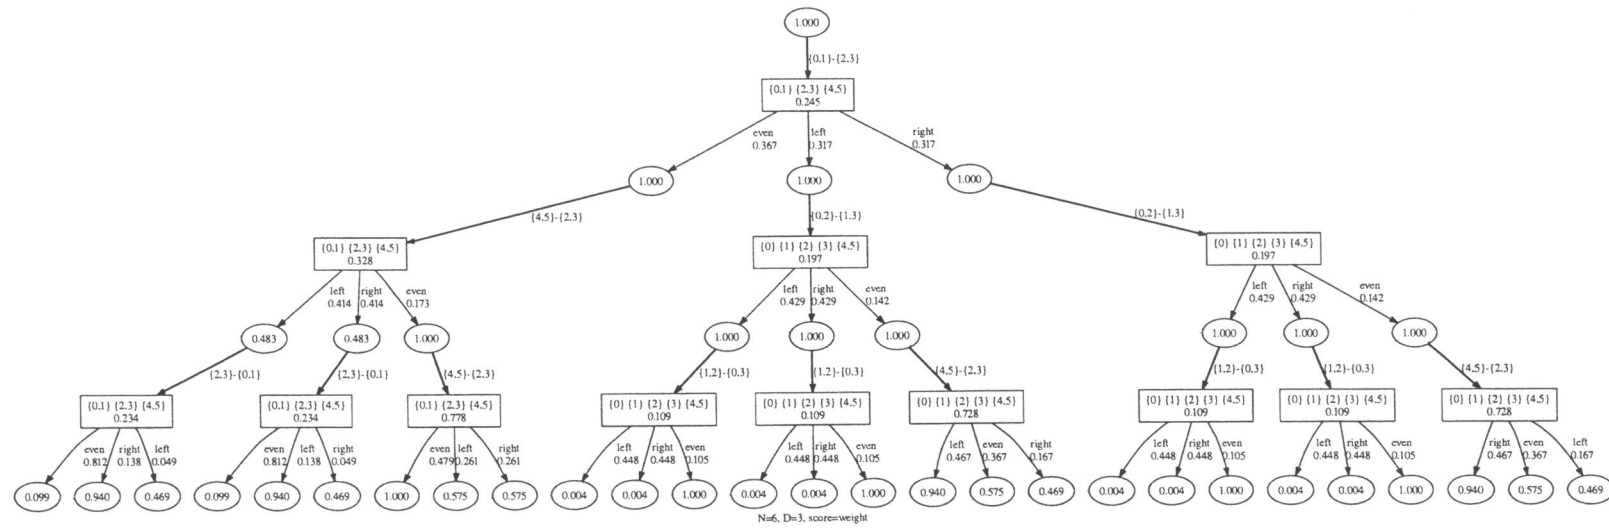 1.000
{0,1}-{2,3}
{0,1} {2,3} {4,5}
0.245
even left right
0.367 0.317 0.317
1.000 1.000 1.000
{4,5}-{2,3} {0,2}-{1,3} {0,2}-{1,3}
{0,1} {2,3} {4,5} {0} {1} {2} {3} {4,5} {0} {1} {2} {3} {4,5}
0.328 0.197 0.197
left right even left right even left right even
0.414 0.414 0.173 0.429 0.429 0.142 0.429 0.429 0.142
0.483 0.483 1.000 1.000 1.000 1.000 1.000 1.000 1.000
{2,3}-{0,1} {2,3}-{0,1} {4,5}-{2,3} {1,2}-{0,3} {1,2}-{0,3} {4,5}-{2,3} {1,2}-{0,3} {1,2}-{0,3} {4,5}-{2,3}
{0,1} {2,3} {4,5} {0,1} {2,3} {4,5} {0,1} {2,3} {4,5} {0} {1} {2} {3} {4,5} {0} {1} {2} {3} {4,5} {0} {1} {2} {3} {4,5} {0} {1} {2} {3} {4,5} {0} {1} {2} {3} {4,5} {0} {1} {2} {3} {4,5}
0.234 0.234 0.778 0.109 0.109 0.728 0.109 0.109 0.728
even right left even left right even left right left right even left right even left even right left right even left right even right even left
0.812 0.138 0.049 0.812 0.138 0.049 0.479 0.261 0.261 0.448 0.448 0.105 0.448 0.448 0.105 0.467 0.367 0.167 0.448 0.448 0.105 0.448 0.448 0.105 0.467 0.367 0.167
0.099 0.940 0.469 0.099 0.940 0.469 1.000 0.575 0.575 0.004 0.004 1.000 0.004 0.004 1.000 0.940 0.575 0.469 0.004 0.004 1.000 0.004 0.004 1.000 0.940 0.575 0.469
N=6, D=3, score=weight